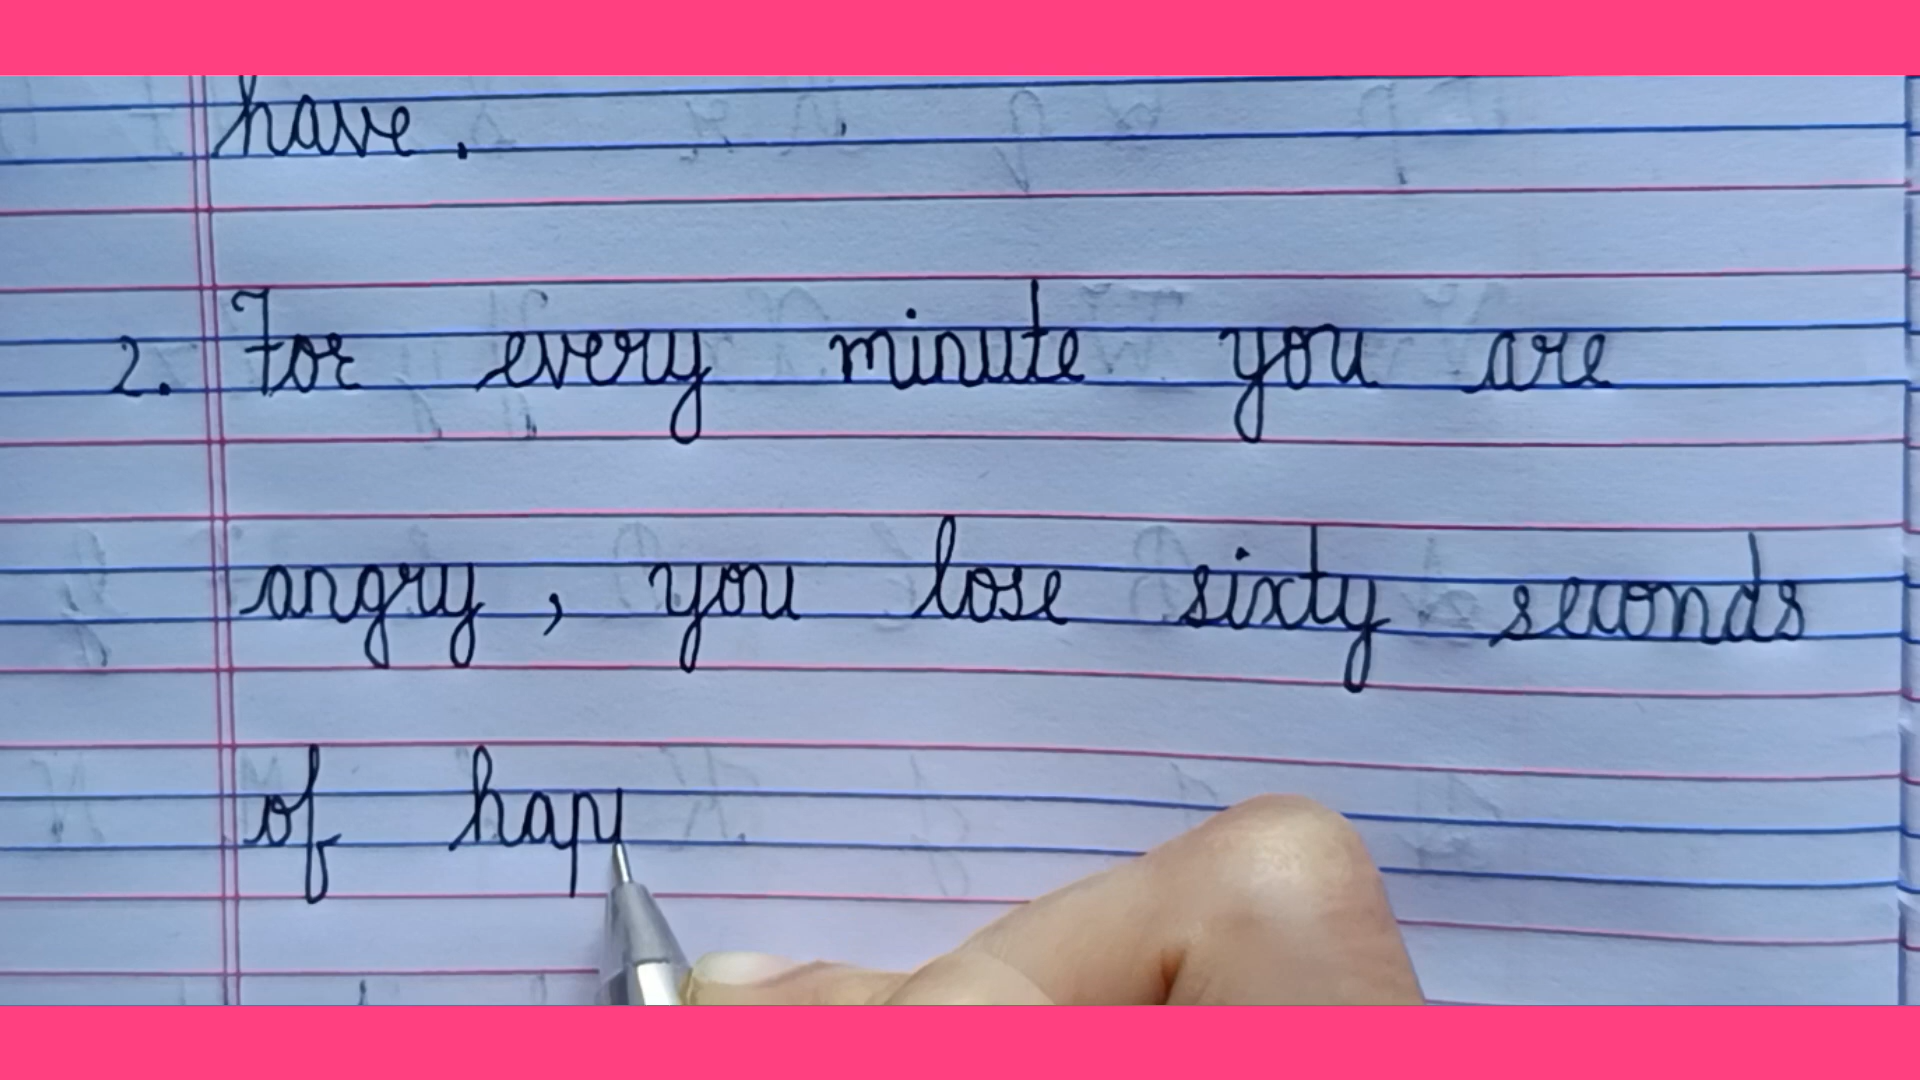 have.
2. For every minute you are
angry, you lose sixty seconds
of hap